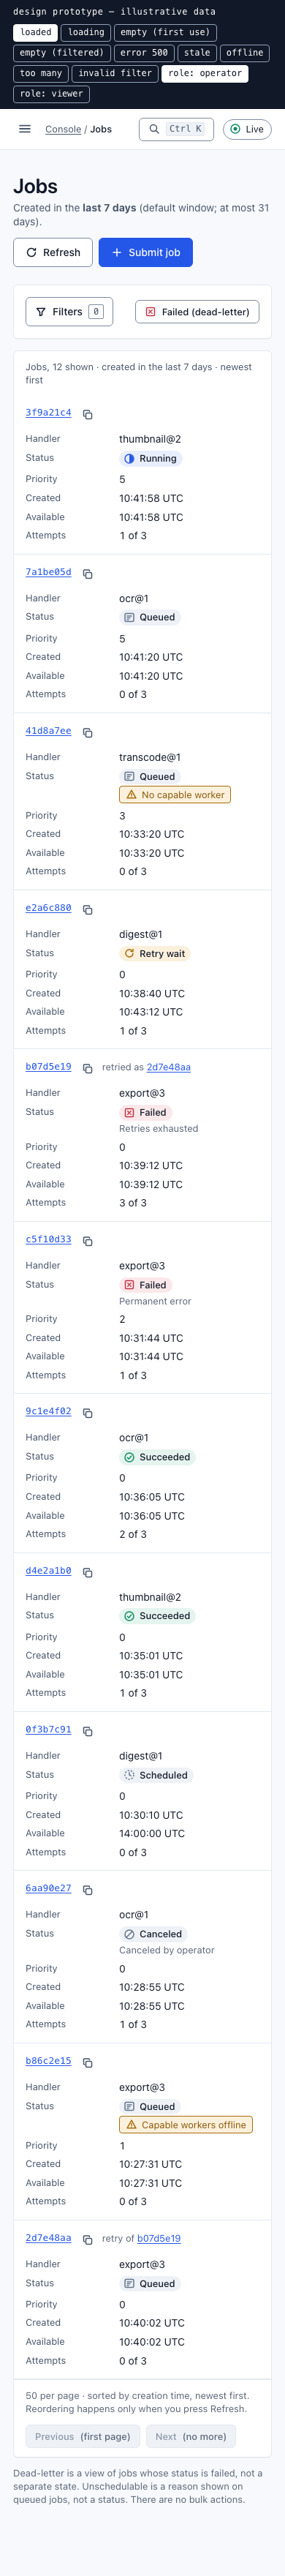 design prototype — illustrative data
loaded loading empty (first use)
empty (filtered) error 500 stale offline
too many invalid filter role: operator
role: viewer
Console / Jobs Ctrl K Live
Jobs
Created in the last 7 days (default window; at most 31
days).
Refresh Submit job
Filters 0 Failed (dead-letter)
Jobs, 12 shown · created in the last 7 days · newest
first
3f9a21c4
Handler thumbnail@2
Status Running
Priority 5
Created 10:41:58 UTC
Available 10:41:58 UTC
Attempts 1 of 3
7a1be05d
Handler ocr@1
Status Queued
Priority 5
Created 10:41:20 UTC
Available 10:41:20 UTC
Attempts 0 of 3
41d8a7ee
Handler transcode@1
Status Queued
No capable worker
Priority 3
Created 10:33:20 UTC
Available 10:33:20 UTC
Attempts 0 of 3
e2a6c880
Handler digest@1
Status Retry wait
Priority 0
Created 10:38:40 UTC
Available 10:43:12 UTC
Attempts 1 of 3
b07d5e19 retried as 2d7e48aa
Handler export@3
Status Failed
Retries exhausted
Priority 0
Created 10:39:12 UTC
Available 10:39:12 UTC
Attempts 3 of 3
c5f10d33
Handler export@3
Status Failed
Permanent error
Priority 2
Created 10:31:44 UTC
Available 10:31:44 UTC
Attempts 1 of 3
9c1e4f02
Handler ocr@1
Status Succeeded
Priority 0
Created 10:36:05 UTC
Available 10:36:05 UTC
Attempts 2 of 3
d4e2a1b0
Handler thumbnail@2
Status Succeeded
Priority 0
Created 10:35:01 UTC
Available 10:35:01 UTC
Attempts 1 of 3
0f3b7c91
Handler digest@1
Status Scheduled
Priority 0
Created 10:30:10 UTC
Available 14:00:00 UTC
Attempts 0 of 3
6aa90e27
Handler ocr@1
Status Canceled
Canceled by operator
Priority 0
Created 10:28:55 UTC
Available 10:28:55 UTC
Attempts 1 of 3
b86c2e15
Handler export@3
Status Queued
Capable workers offline
Priority 1
Created 10:27:31 UTC
Available 10:27:31 UTC
Attempts 0 of 3
2d7e48aa retry of b07d5e19
Handler export@3
Status Queued
Priority 0
Created 10:40:02 UTC
Available 10:40:02 UTC
Attempts 0 of 3
50 per page · sorted by creation time, newest first.
Reordering happens only when you press Refresh.
Previous (first page) Next (no more)
Dead-letter is a view of jobs whose status is failed, not a
separate state. Unschedulable is a reason shown on
queued jobs, not a status. There are no bulk actions.